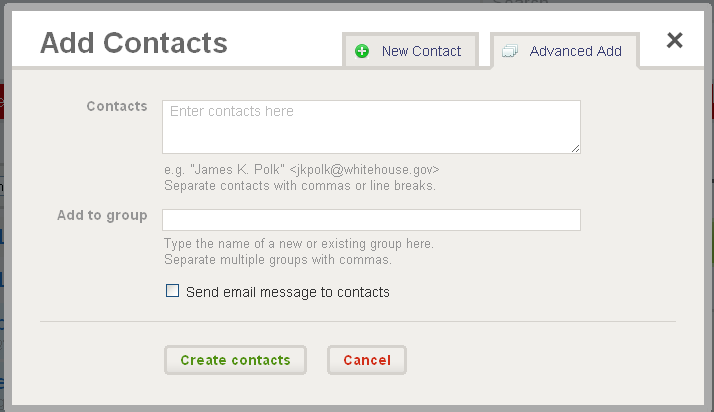 Add Contacts
New Contact
Advanced Add
Contacts
Enter contacts here
e.g. "James K. Polk" <jkpolk@whitehouse.gov>
Separate contacts with commas or line breaks.
Add to group
Type the name of a new or existing group here.
Separate multiple groups with commas.
Send email message to contacts
Create contacts
Cancel